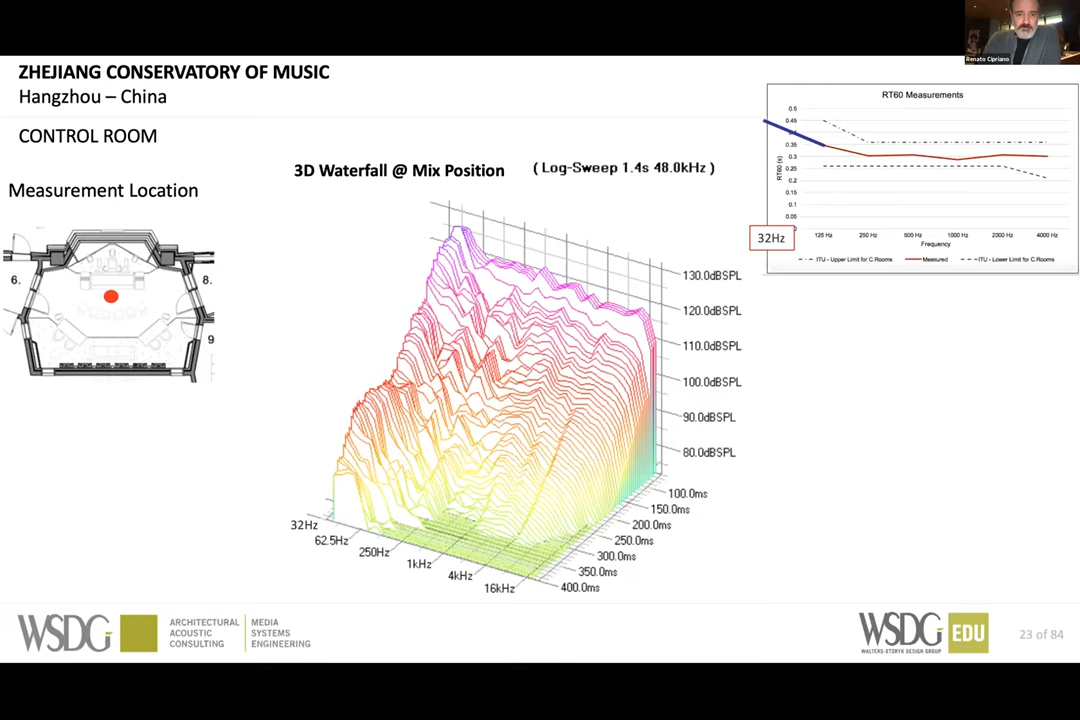 Renato Cipriano
ZHEJIANG CONSERVATORY OF MUSIC
Hangzhou – China
CONTROL ROOM
Measurement Location
6.
8.
9
3D Waterfall @ Mix Position
( Log-Sweep 1.4s 48.0kHz )
130.0dBSPL
120.0dBSPL
110.0dBSPL
100.0dBSPL
90.0dBSPL
80.0dBSPL
100.0ms
150.0ms
200.0ms
250.0ms
300.0ms
350.0ms
400.0ms
32Hz
62.5Hz
250Hz
1kHz
4kHz
16kHz
RT60 Measurements
RT60 (s)
0.5
0.45
0.4
0.35
0.3
0.25
0.2
0.15
0.1
0.05
32Hz
125 Hz 250 Hz 500 Hz 1000 Hz 2000 Hz 4000 Hz
Frequency
ITU - Upper Limit for C.Rooms Measured ITU - Lower Limit for C.Rooms
WSDG
ARCHITECTURAL
ACOUSTIC
CONSULTING
MEDIA
SYSTEMS
ENGINEERING
WSDG EDU
WALTERS-STORYK DESIGN GROUP
23 of 84